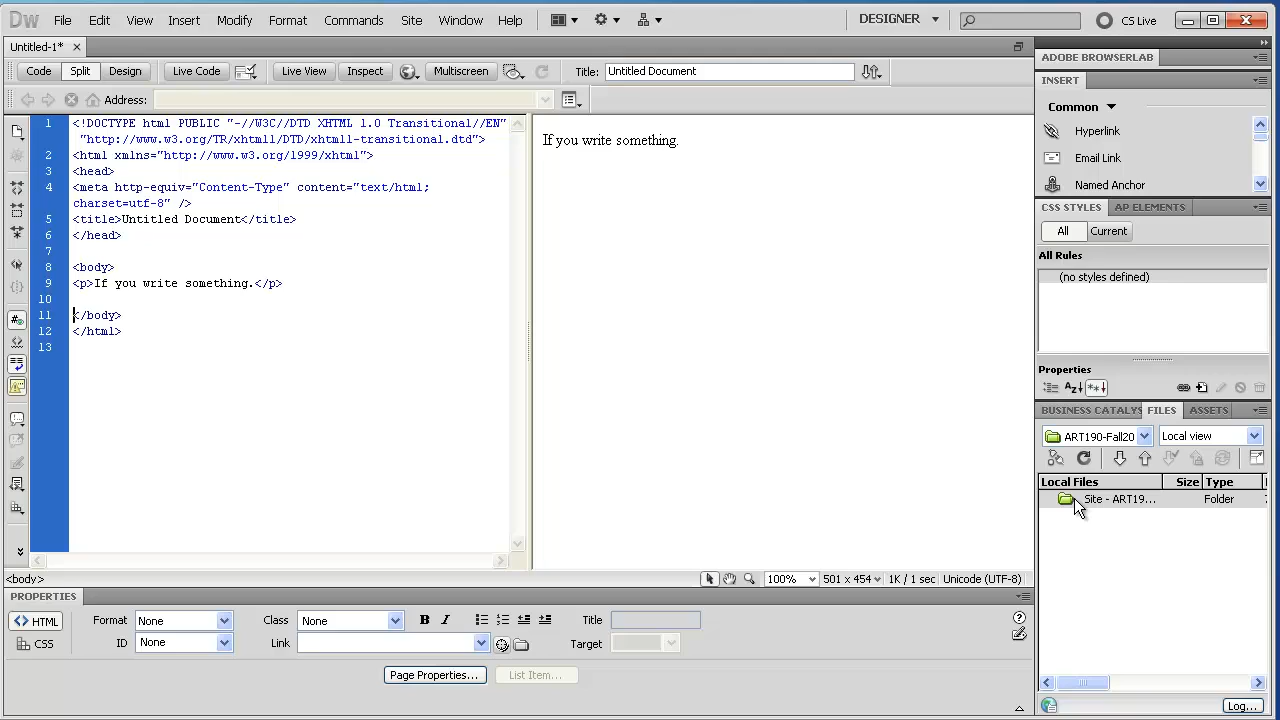 Dw File Edit View Insert Modify Format Commands Site Window Help DESIGNER CS Live
Untitled-1* ×
Code Split Design Live Code Live View Inspect Multiscreen Title: Untitled Document
Address:
1 <!DOCTYPE html PUBLIC "-//W3C//DTD XHTML 1.0 Transitional//EN"
"http://www.w3.org/TR/xhtml1/DTD/xhtml1-transitional.dtd">
2 <html xmlns="http://www.w3.org/1999/xhtml">
3 <head>
4 <meta http-equiv="Content-Type" content="text/html;
charset=utf-8" />
5 <title>Untitled Document</title>
6 </head>
7
8 <body>
9 <p>If you write something.</p>
10
11 </body>
12 </html>
13
If you write something.
<body>
100% 501 x 454 1K / 1 sec Unicode (UTF-8)
PROPERTIES
<> HTML Format None Class None B I Title
CSS ID None Link Target
Page Properties... List Item...
ADOBE BROWSERLAB
INSERT
Common
Hyperlink
Email Link
Named Anchor
CSS STYLES AP ELEMENTS
All Current
All Rules
(no styles defined)
Properties
BUSINESS CATALYS FILES ASSETS
ART190-Fall20 Local view
Local Files Size Type
Site - ART19... Folder
Log...